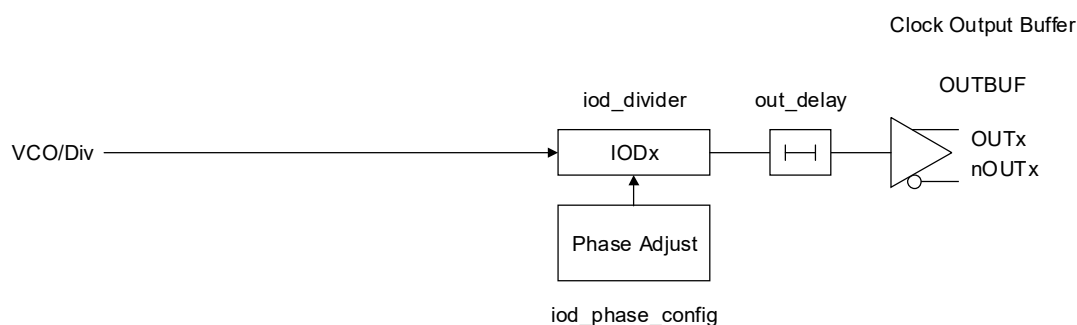 Clock Output Buffer
OUTBUF
iod_divider
out_delay
VCO/Div
IODx
OUTx
nOUTx
Phase Adjust
iod_phase_config